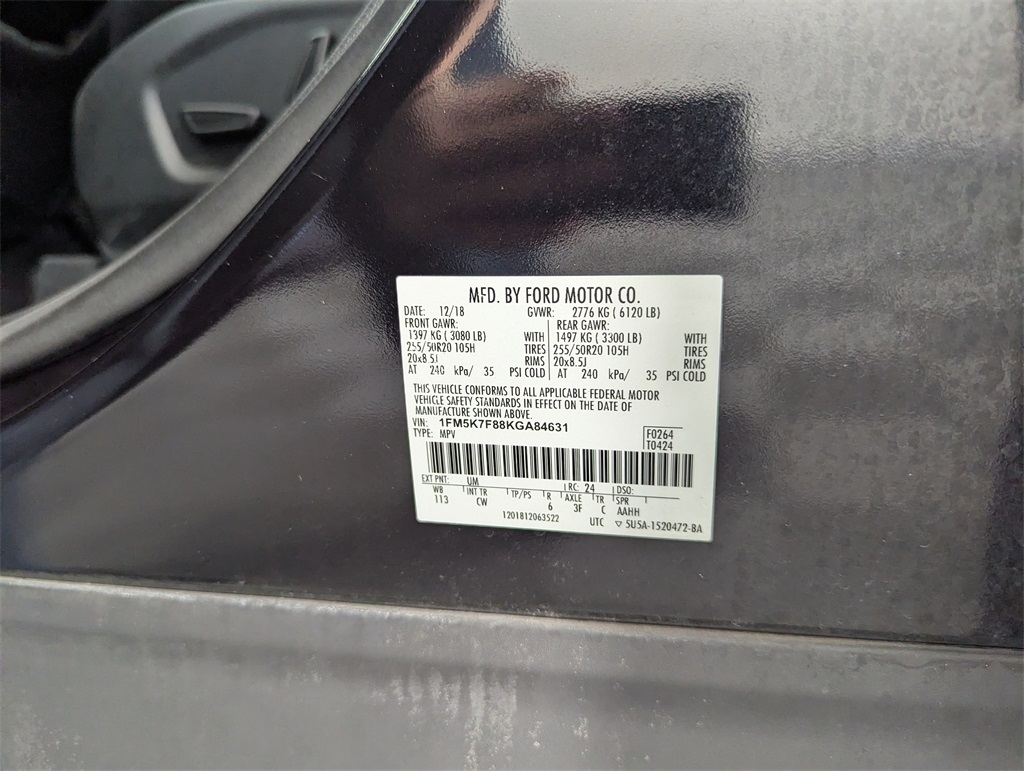 MFD. BY FORD MOTOR CO.
DATE: 12/18 GVWR: 2776 KG ( 6120 LB)
FRONT GAWR: REAR GAWR:
1397 KG ( 3080 LB) WITH 1497 KG ( 3300 LB) WITH
255/50R20 105H TIRES 255/50R20 105H TIRES
20x8.5J RIMS 20x8.5J RIMS
AT 240 kPa/ 35 PSI COLD AT 240 kPa/ 35 PSI COLD
THIS VEHICLE CONFORMS TO ALL APPLICABLE FEDERAL MOTOR
VEHICLE SAFETY STANDARDS IN EFFECT ON THE DATE OF
MANUFACTURE SHOWN ABOVE.
VIN: 1FM5K7F88KGA84631
TYPE: MPV
F0264
T0424
EXT PNT: UM RC: 24 DSO:
WB INT TR TP/PS R AXLE TR SPR
113 CW 6 3F C AAHH
1201812063522 UTC ▽ 5U5A-1520472-BA